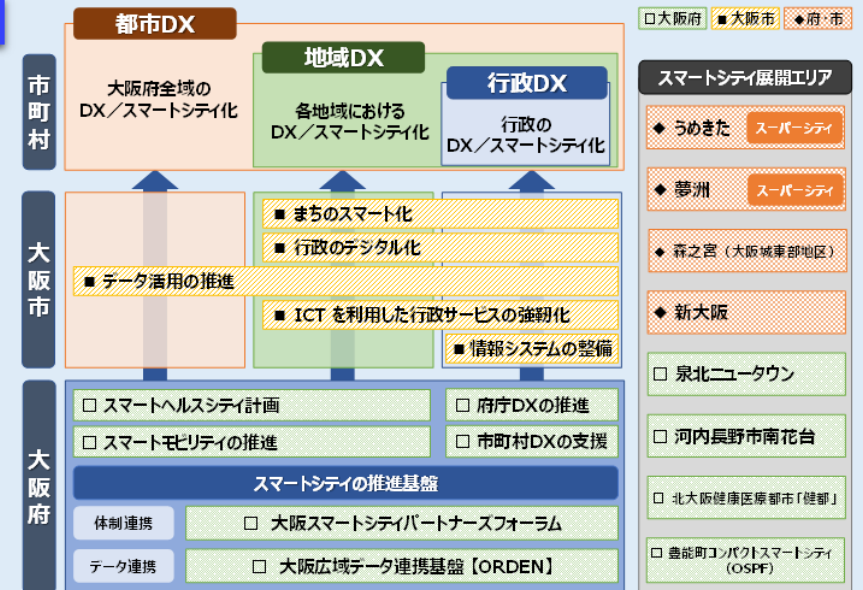 □大阪府 ■大阪市 ◆府・市
都市DX
地域DX
行政DX
市町村
大阪府全域の
DX／スマートシティ化
各地域における
DX／スマートシティ化
行政の
DX／スマートシティ化
大阪市
■ まちのスマート化
■ 行政のデジタル化
■ データ活用の推進
■ ICT を利用した行政サービスの強靭化
■ 情報システムの整備
大阪府
□ スマートヘルスシティ計画
□ 府庁DXの推進
□ スマートモビリティの推進
□ 市町村DXの支援
スマートシティの推進基盤
体制連携
□ 大阪スマートシティパートナーズフォーラム
データ連携
□ 大阪広域データ連携基盤【ORDEN】
スマートシティ展開エリア
◆ うめきた スーパーシティ
◆ 夢洲 スーパーシティ
◆ 森之宮（大阪城東部地区）
◆ 新大阪
□ 泉北ニュータウン
□ 河内長野市南花台
□ 北大阪健康医療都市「健都」
□ 豊能町コンパクトスマートシティ
（OSPF）